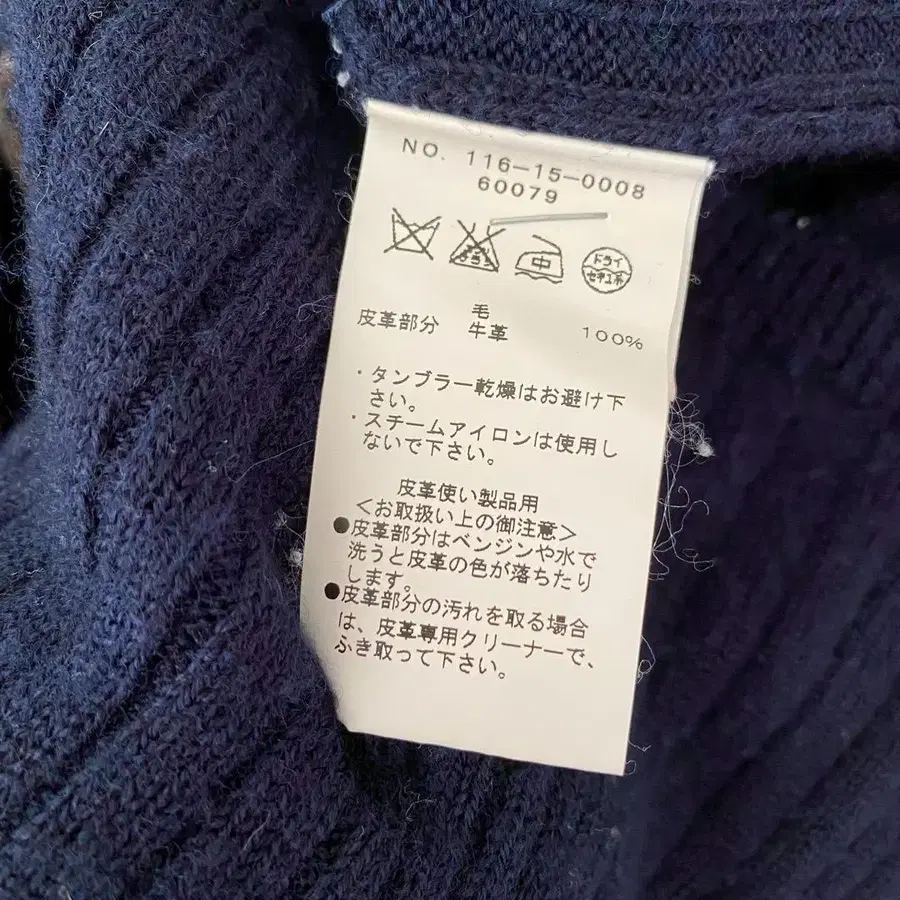 NO. 116-15-0008
60079
エンソ
サラシ
中
ドライ
セキユ系
毛 100%
皮革部分 牛革
・タンブラー乾燥はお避け下
さい。
・スチームアイロンは使用し
ないで下さい。
皮革使い製品用
<お取扱い上の御注意>
●皮革部分はベンジンや水で
洗うと皮革の色が落ちたり
します。
●皮革部分の汚れを取る場合
は、皮革専用クリーナーで、
ふき取って下さい。